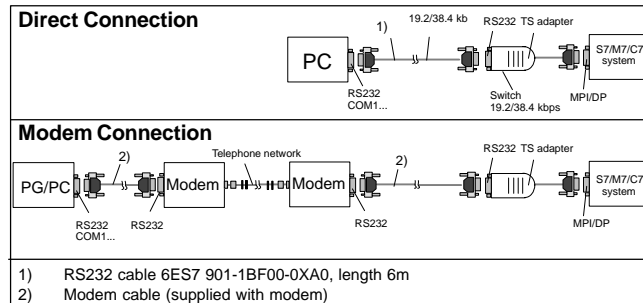 Direct Connection
1)
19.2/38.4 kb
RS232 TS adapter
PC
S7/M7/C7
system
RS232
COM1...
Switch
19.2/38.4 kbps
MPI/DP
Modem Connection
2)
Telephone network
2)
RS232 TS adapter
PG/PC
Modem
Modem
S7/M7/C7
system
RS232
COM1...
RS232
RS232
MPI/DP
1) RS232 cable 6ES7 901-1BF00-0XA0, length 6m
2) Modem cable (supplied with modem)